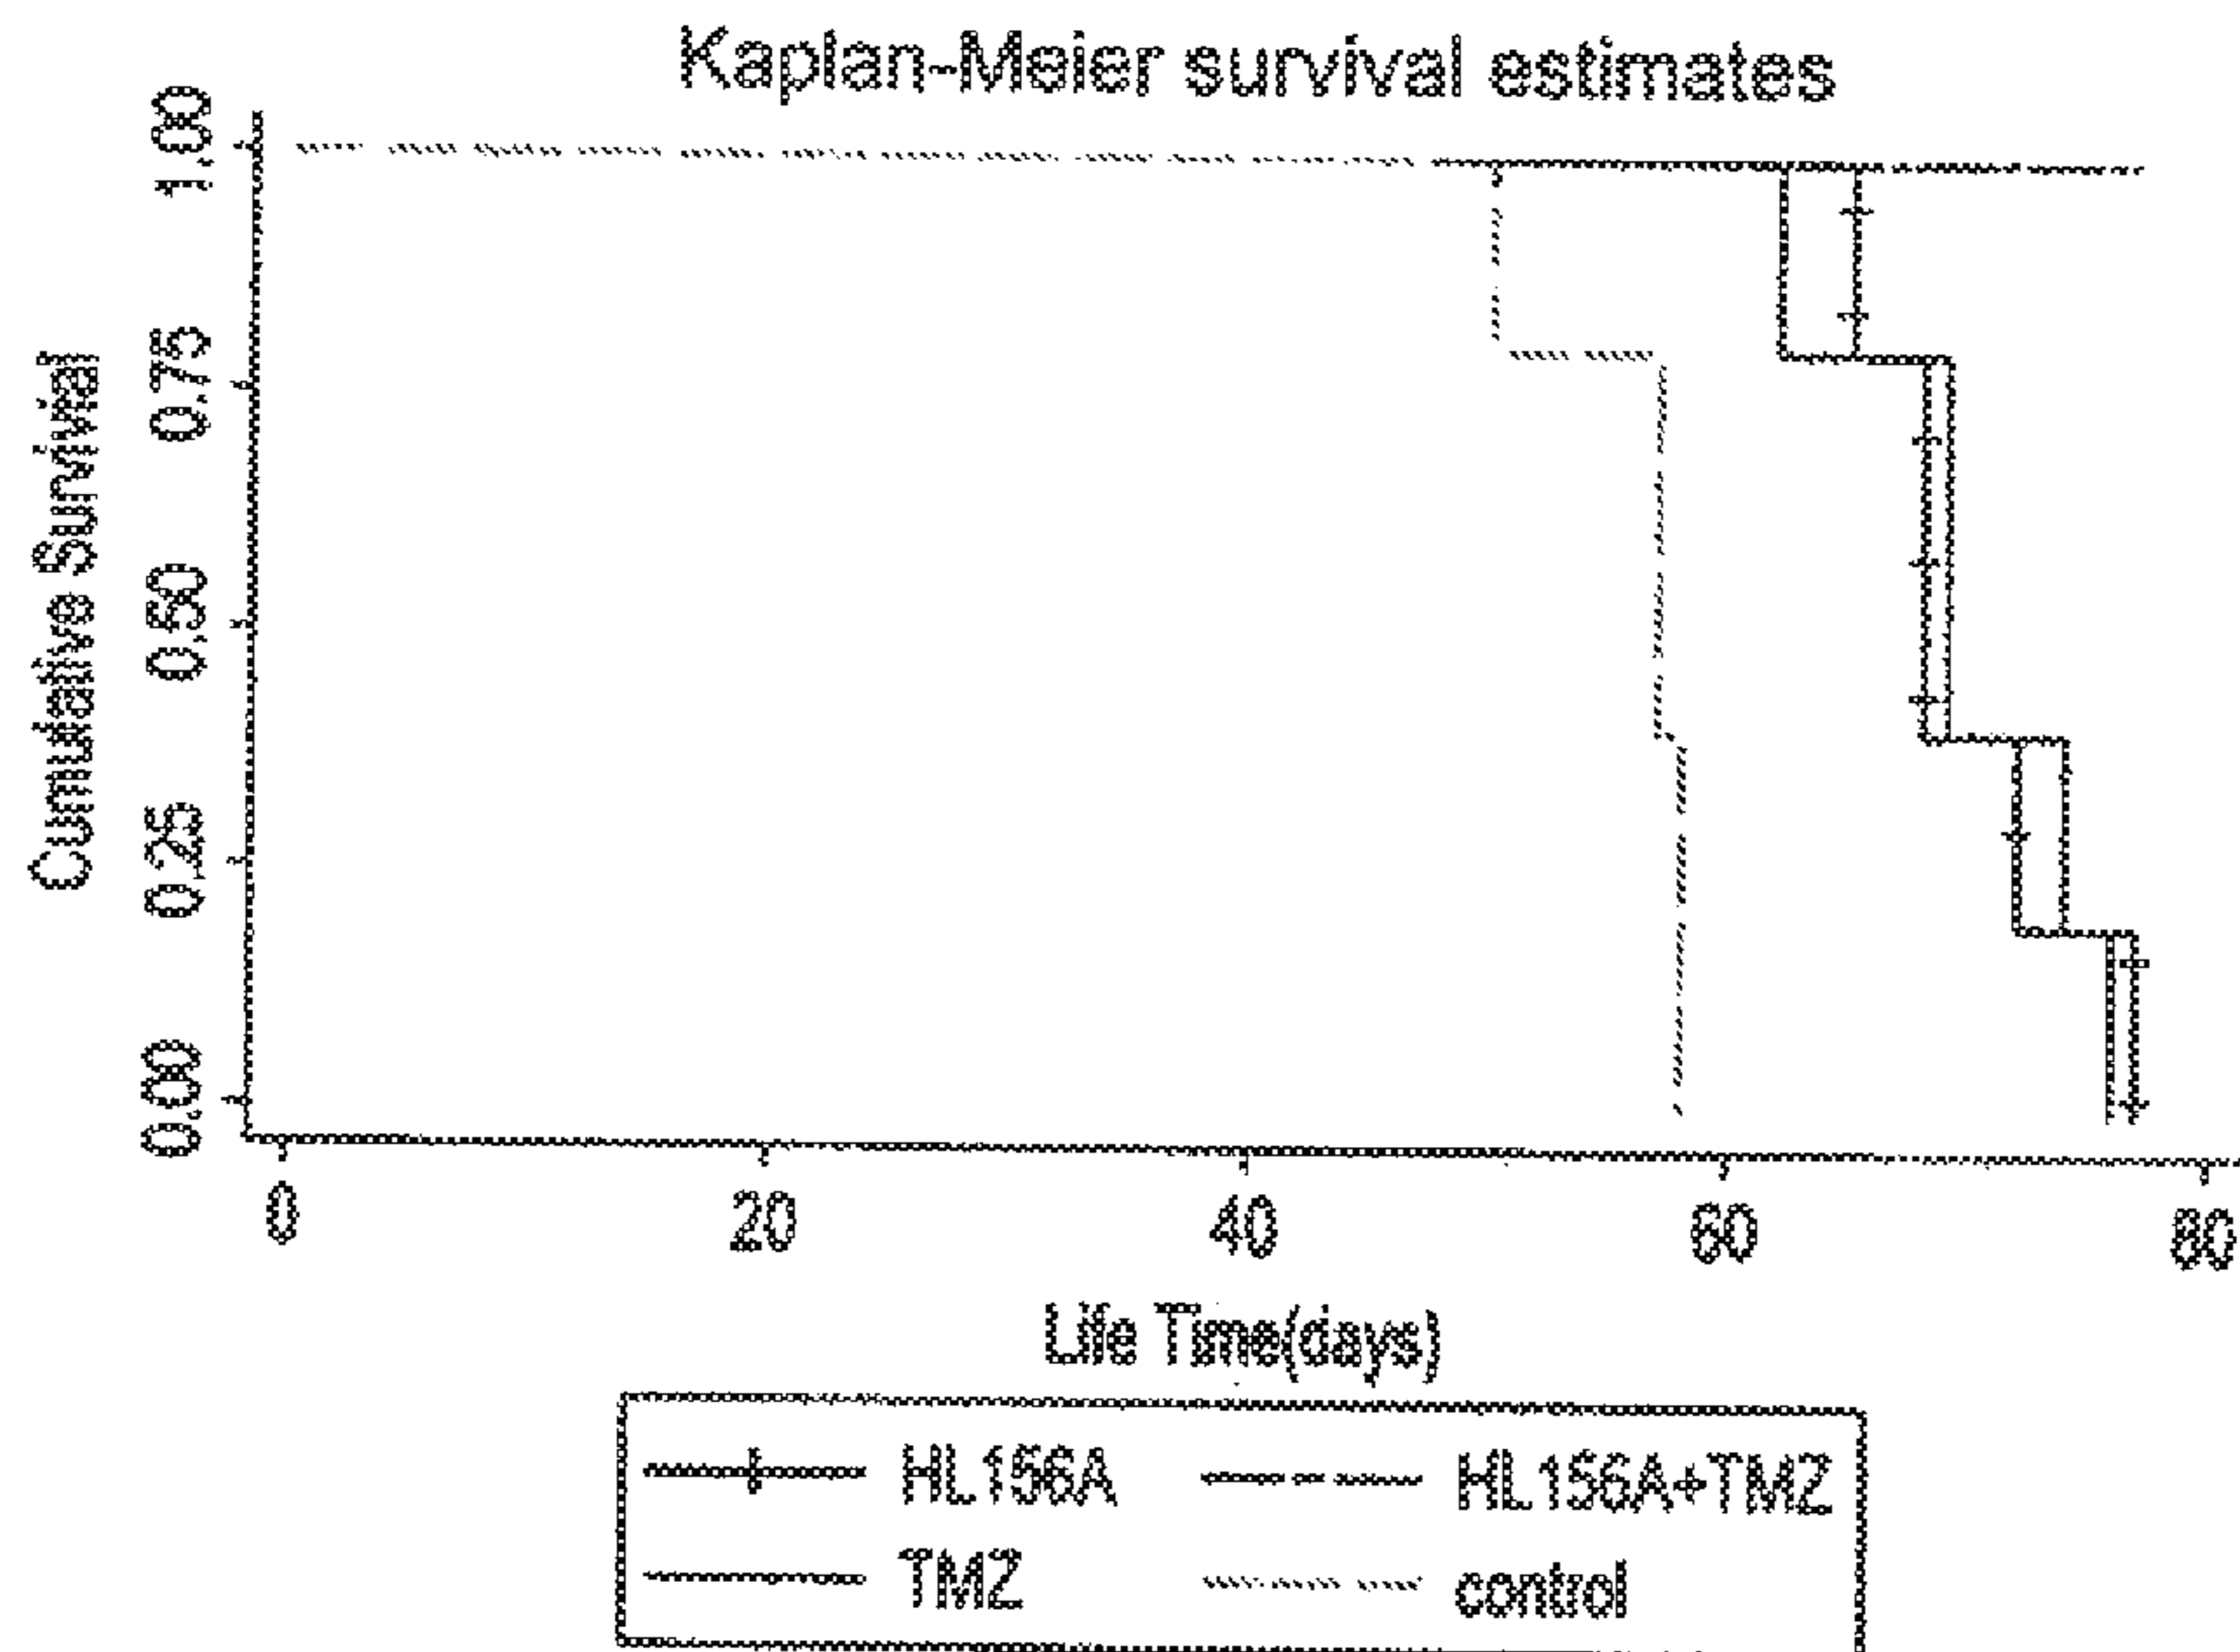 Kaplan-Meier survival estimates
Cumulative Survival
1.00
0.75
0.50
0.25
0.00
0 20 40 60 80
Life Time(days)
HL156A HL156A+TMZ
TMZ control